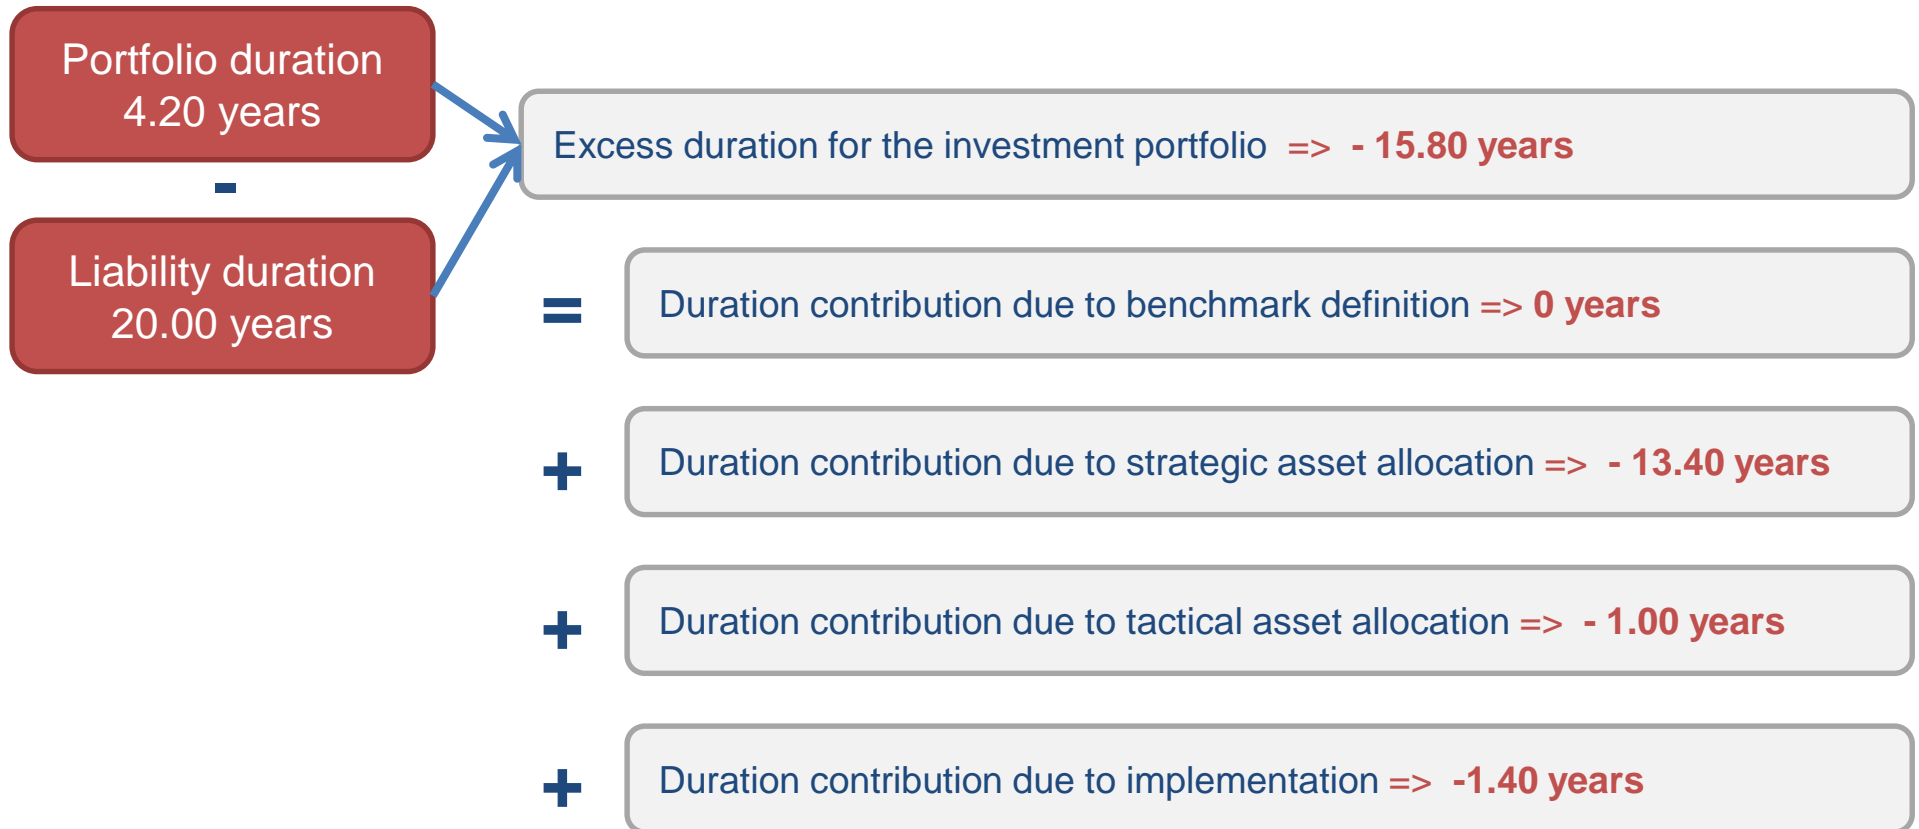 Portfolio duration
4.20 years
-
Liability duration
20.00 years
Excess duration for the investment portfolio => - 15.80 years
= Duration contribution due to benchmark definition => 0 years
+ Duration contribution due to strategic asset allocation => - 13.40 years
+ Duration contribution due to tactical asset allocation => - 1.00 years
+ Duration contribution due to implementation => -1.40 years